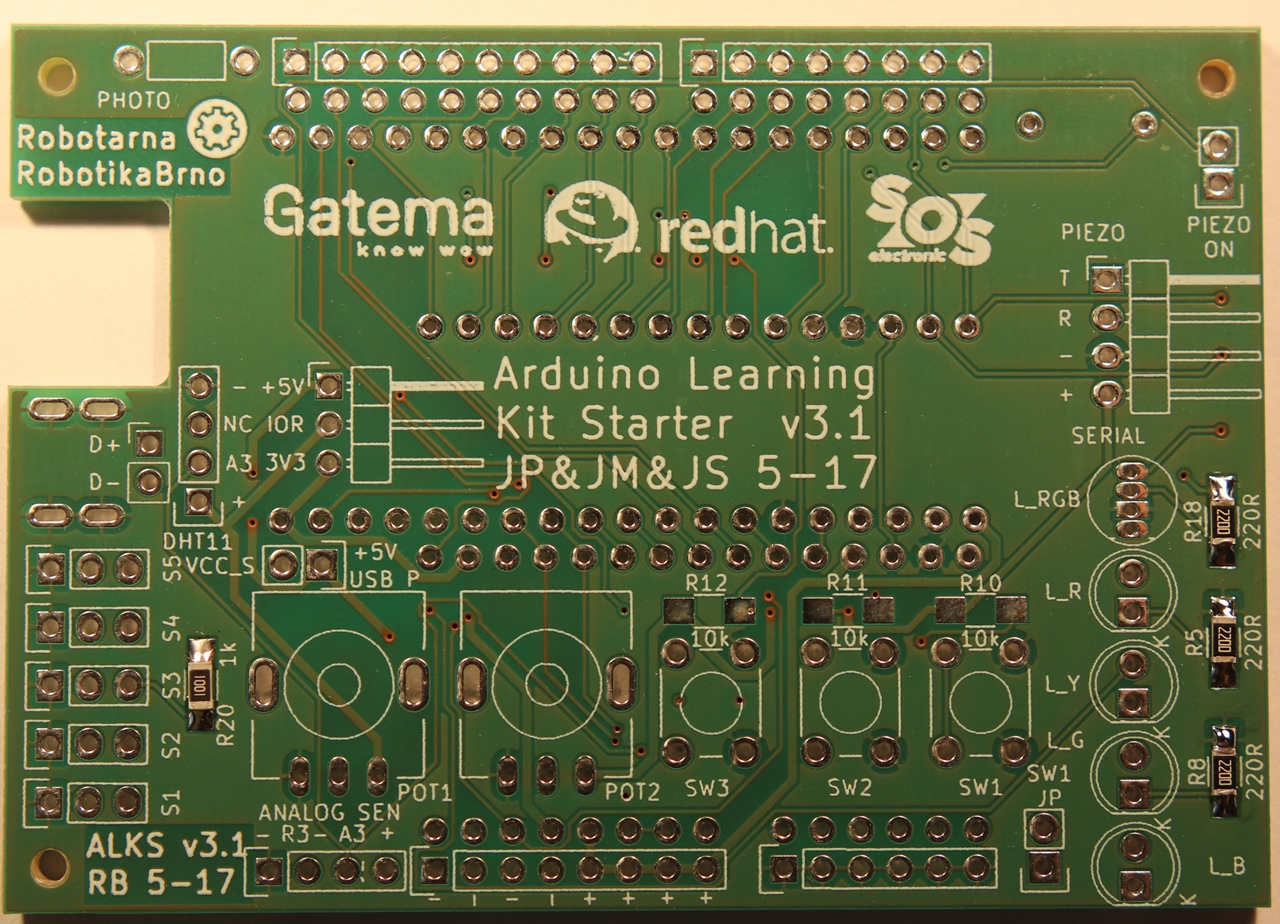 PHOTO
Robotarna
RobotikaBrno
Gatema
know wow
redhat.
SOS
electronic
PIEZO
ON
PIEZO
T
R
-
+
SERIAL
Arduino Learning
Kit Starter v3.1
JP&JM&JS 5-17
- +5V
NC IOR
A3 3V3
+
D+
D-
DHT11
VCC_S
+5V
USB P
L_RGB
R18
2200
220R
S5
S4
S3
S2
S1
1k
1001
R20
R12
10k
R11
10k
R10
10k
L_R
K
R5
2200
220R
L_Y
K
L_G
K
R8
2200
220R
SW3
SW2
SW1
SW1
JP
POT1
POT2
ANALOG SEN
- R3- A3 +
ALKS v3.1
RB 5-17
- | - | + + + +
L_B
K